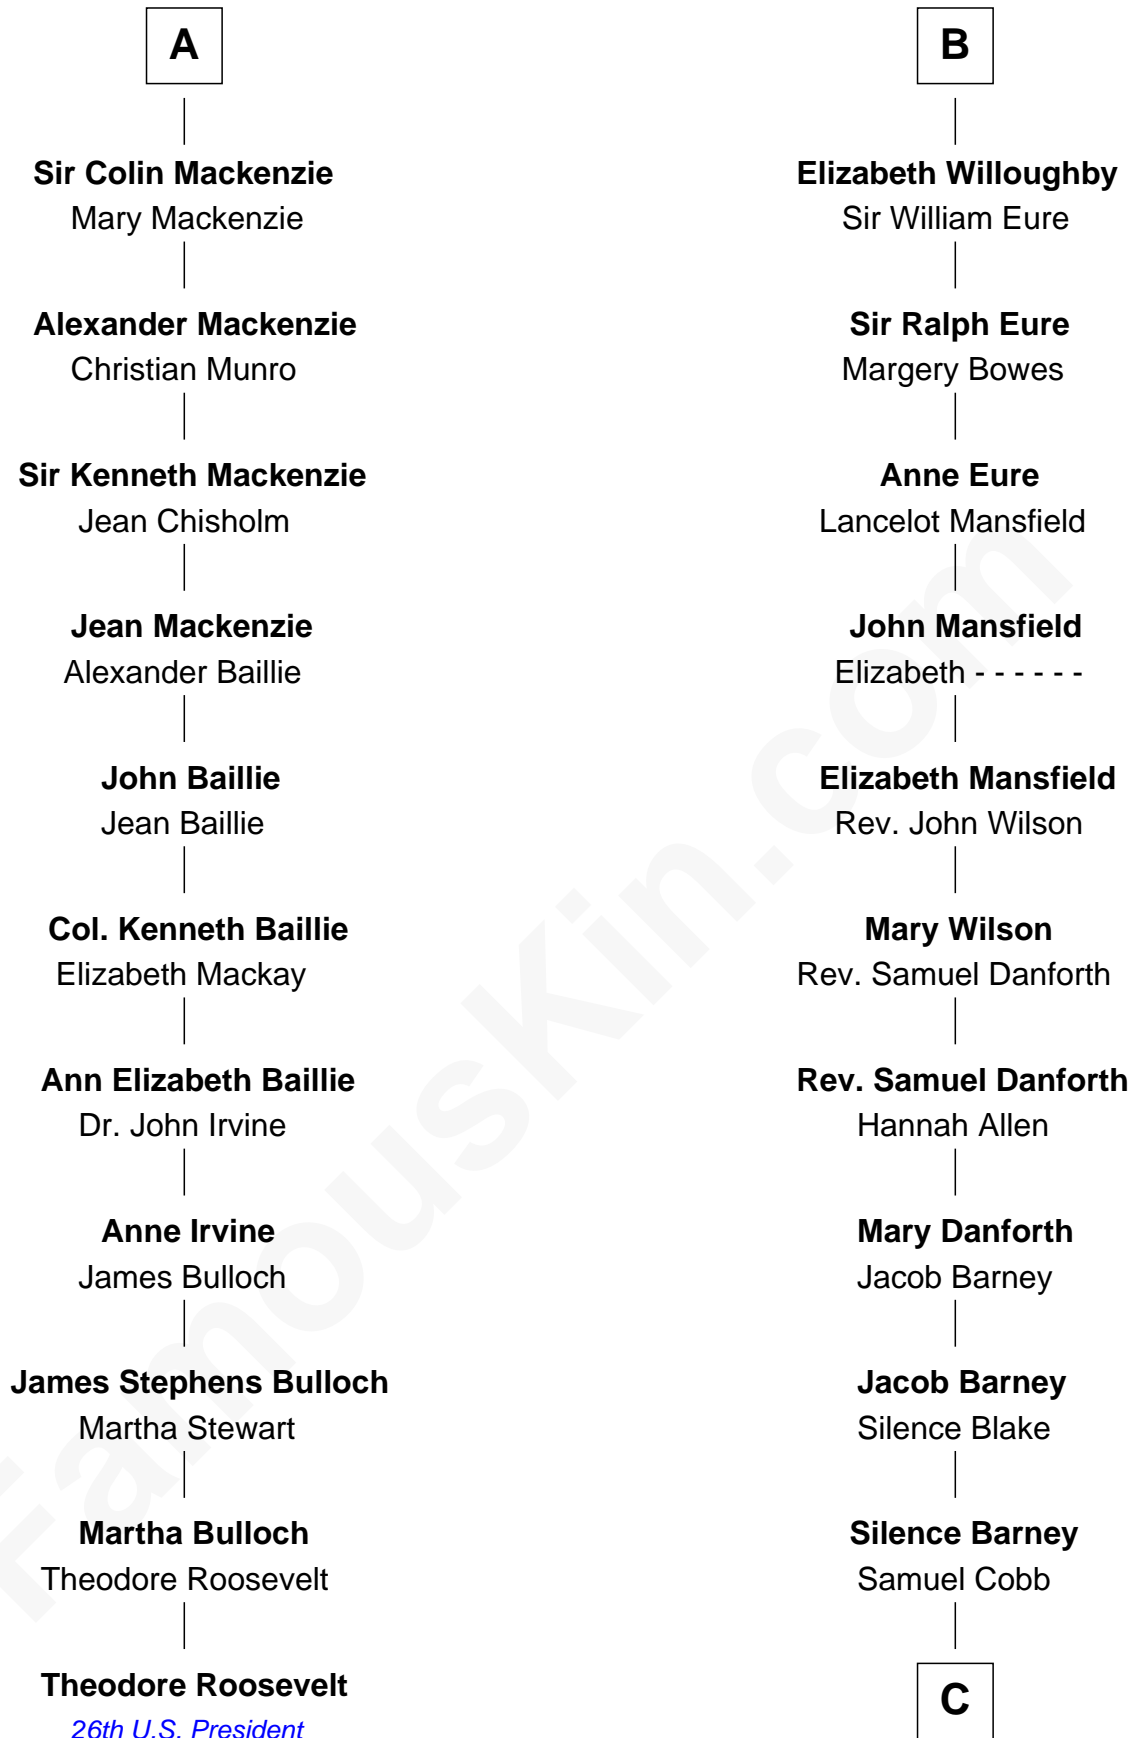 A
Sir Colin Mackenzie
Mary Mackenzie
Alexander Mackenzie
Christian Munro
Sir Kenneth Mackenzie
Jean Chisholm
Jean Mackenzie
Alexander Baillie
John Baillie
Jean Baillie
Col. Kenneth Baillie
Elizabeth Mackay
Ann Elizabeth Baillie
Dr. John Irvine
Anne Irvine
James Bulloch
James Stephens Bulloch
Martha Stewart
Martha Bulloch
Theodore Roosevelt
Theodore Roosevelt
26th U.S. President
B
Elizabeth Willoughby
Sir William Eure
Sir Ralph Eure
Margery Bowes
Anne Eure
Lancelot Mansfield
John Mansfield
Elizabeth - - - - - -
Elizabeth Mansfield
Rev. John Wilson
Mary Wilson
Rev. Samuel Danforth
Rev. Samuel Danforth
Hannah Allen
Mary Danforth
Jacob Barney
Jacob Barney
Silence Blake
Silence Barney
Samuel Cobb
C
FamousKin.com